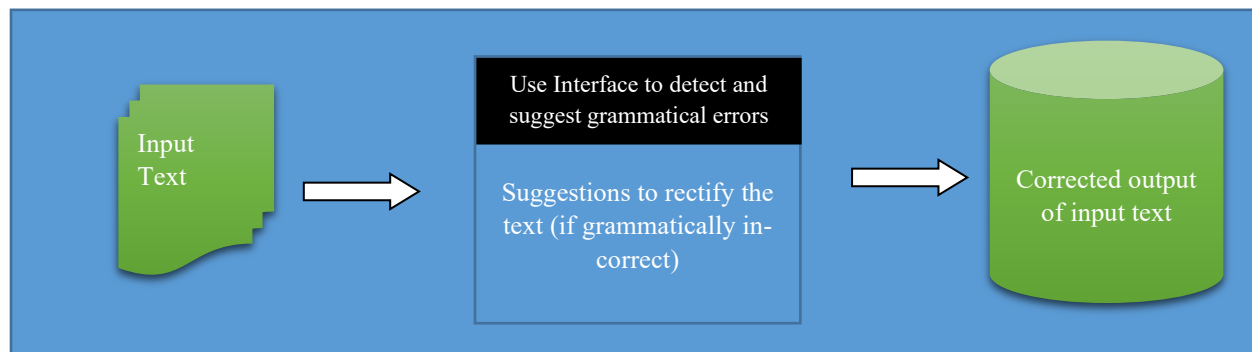 Input
Text
Use Interface to detect and
suggest grammatical errors
Suggestions to rectify the
text (if grammatically in-
correct)
Corrected output
of input text